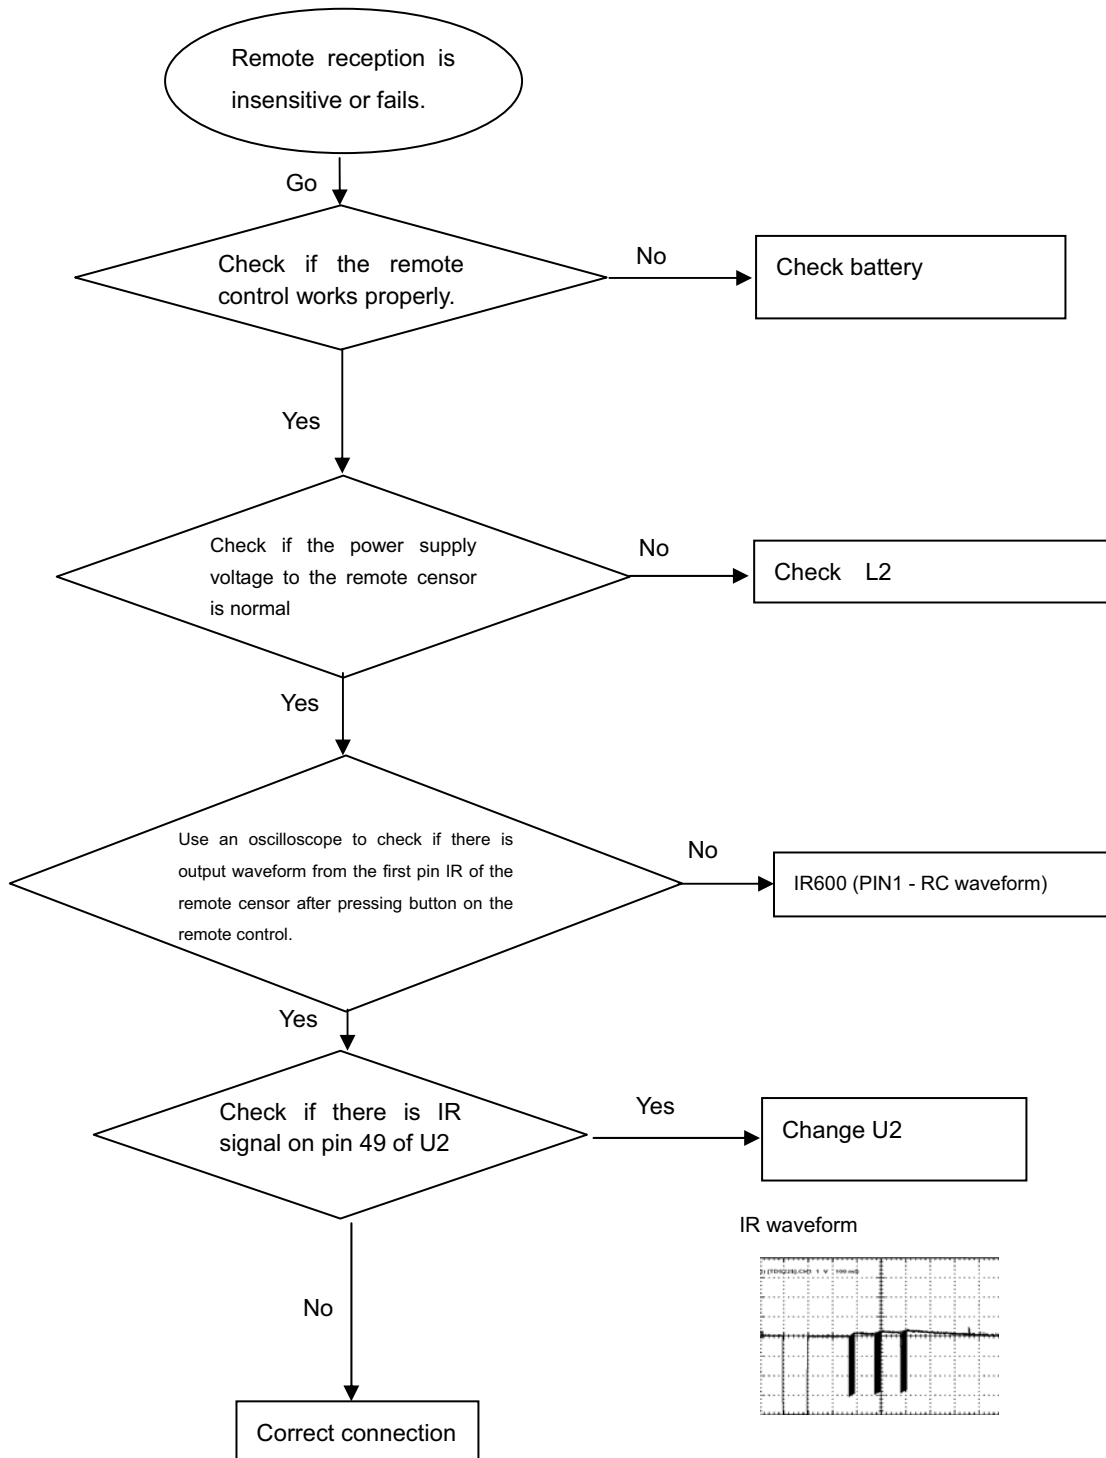 Remote reception is
insensitive or fails.
Go
Check if the remote
control works properly.
No
Check battery
Yes
Check if the power supply
voltage to the remote censor
is normal
No
Check L2
Yes
Use an oscilloscope to check if there is
output waveform from the first pin IR of the
remote censor after pressing button on the
remote control.
No
IR600 (PIN1 - RC waveform)
Yes
Check if there is IR
signal on pin 49 of U2
Yes
Change U2
IR waveform
No
Correct connection